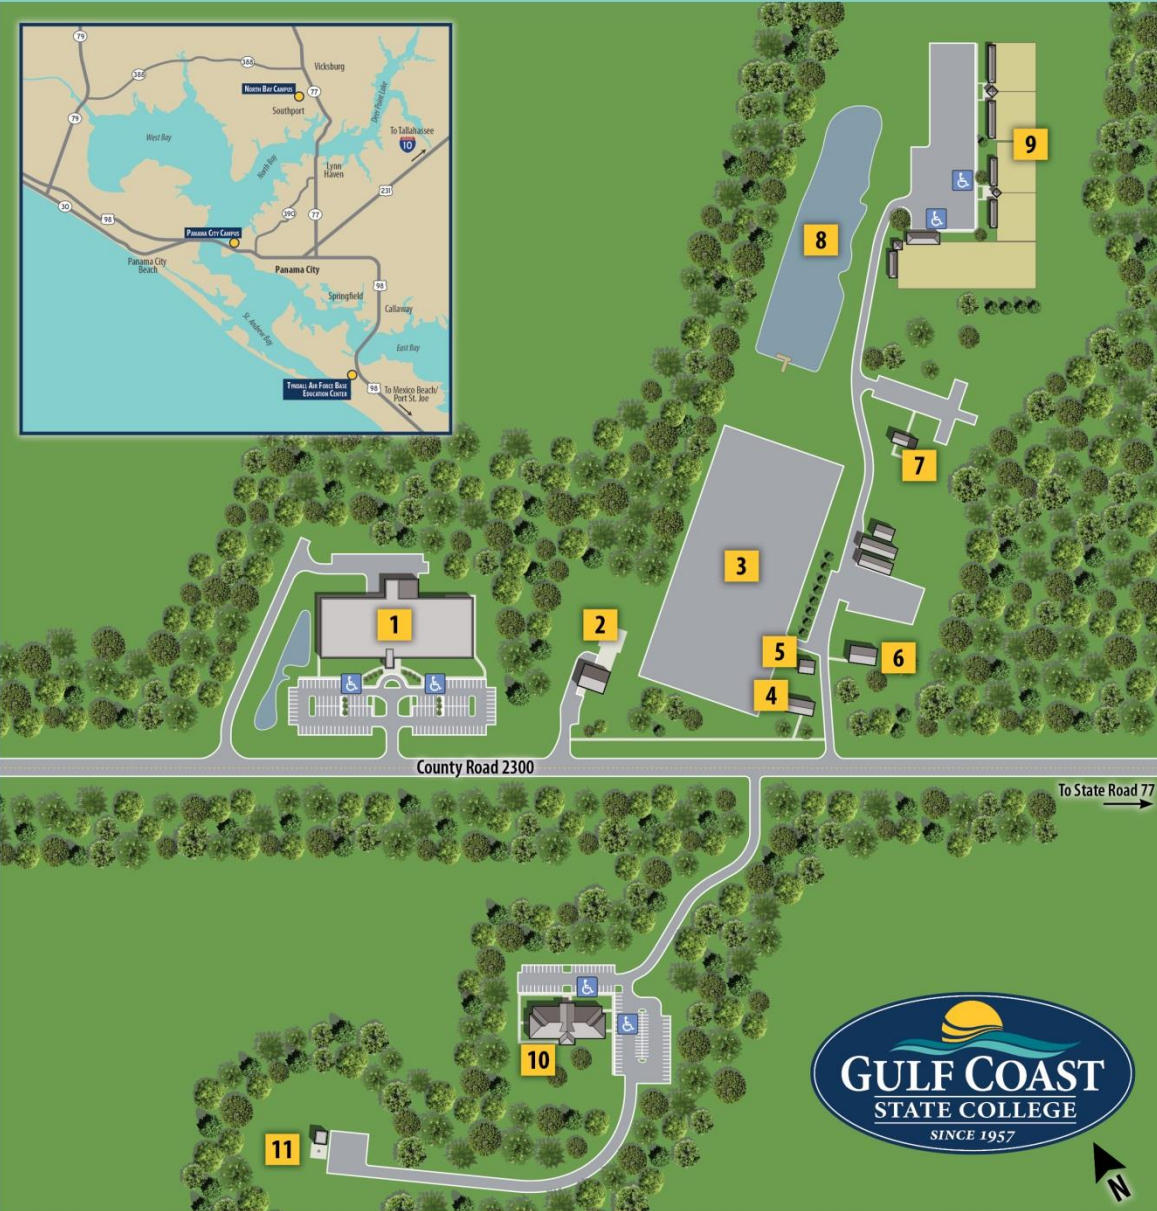 79
388
388
Vicksburg
NORTH BAY CAMPUS
77
Southport
Deer Point Lake
79
West Bay
To Tallahassee
10
North Bay
Lynn
Haven
231
30
98
390
77
PANAMA CITY CAMPUS
Panama City
Beach
Panama City
98
Springfield
Callaway
St. Andrew Bay
East Bay
TYNDALL AIR FORCE BASE
EDUCATION CENTER
98
To Mexico Beach/
Port St. Joe
9
8
7
3
1
2
5
6
4
County Road 2300
To State Road 77
10
11
GULF COAST
STATE COLLEGE
SINCE 1957
N